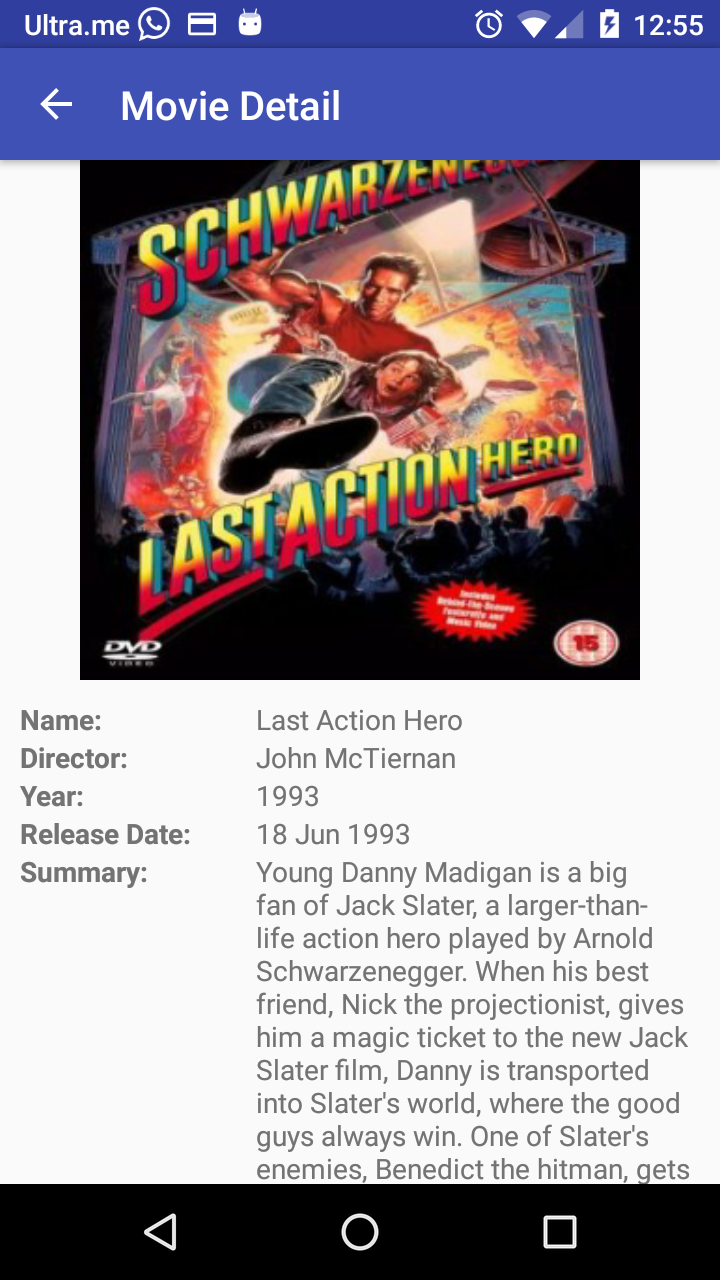 Ultra.me 12:55
Movie Detail
SCHWARZENEGGE
LAST ACTION HERO
Includes
Behind-The-Scenes
Featurette and
Music Video
DVD
VIDEO
15
Name: Last Action Hero
Director: John McTiernan
Year: 1993
Release Date: 18 Jun 1993
Summary: Young Danny Madigan is a big
fan of Jack Slater, a larger-than-
life action hero played by Arnold
Schwarzenegger. When his best
friend, Nick the projectionist, gives
him a magic ticket to the new Jack
Slater film, Danny is transported
into Slater's world, where the good
guys always win. One of Slater's
enemies, Benedict the hitman, gets